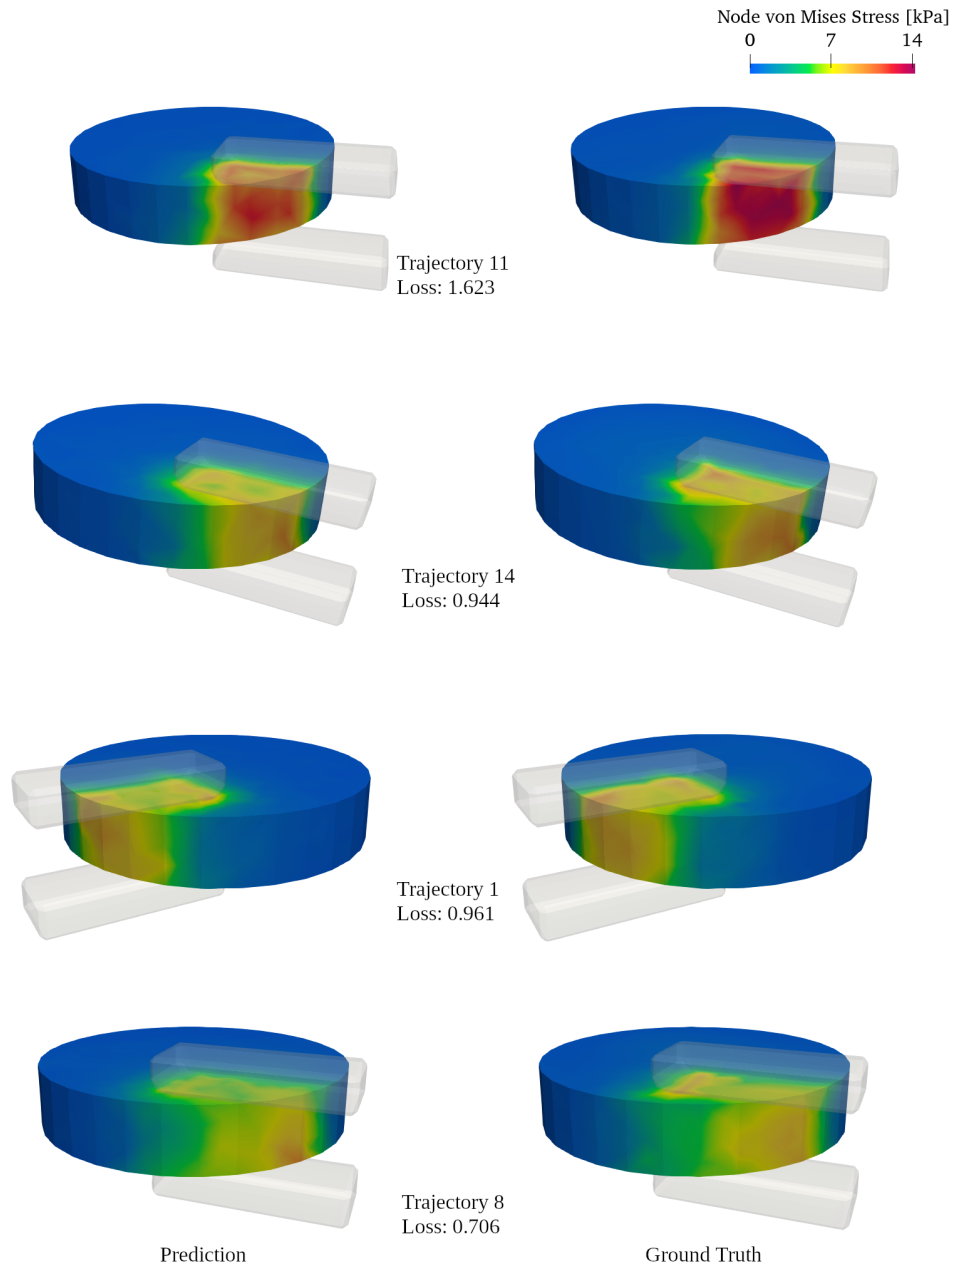 Node von Mises Stress [kPa]
0 7 14
Trajectory 11
Loss: 1.623
Trajectory 14
Loss: 0.944
Trajectory 1
Loss: 0.961
Trajectory 8
Loss: 0.706
Prediction Ground Truth